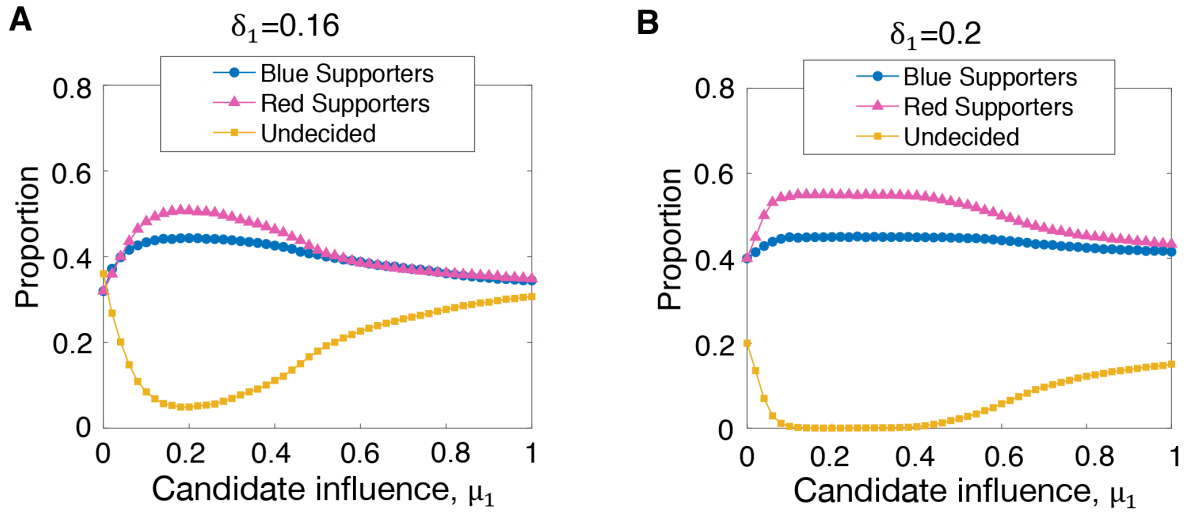 A
δ₁=0.16
Blue Supporters
Red Supporters
Undecided
0.8
0.6
0.4
0.2
0
Proportion
0 0.2 0.4 0.6 0.8 1
Candidate influence, μ₁
B
δ₁=0.2
Blue Supporters
Red Supporters
Undecided
0.8
0.6
0.4
0.2
0
Proportion
0 0.2 0.4 0.6 0.8 1
Candidate influence, μ₁